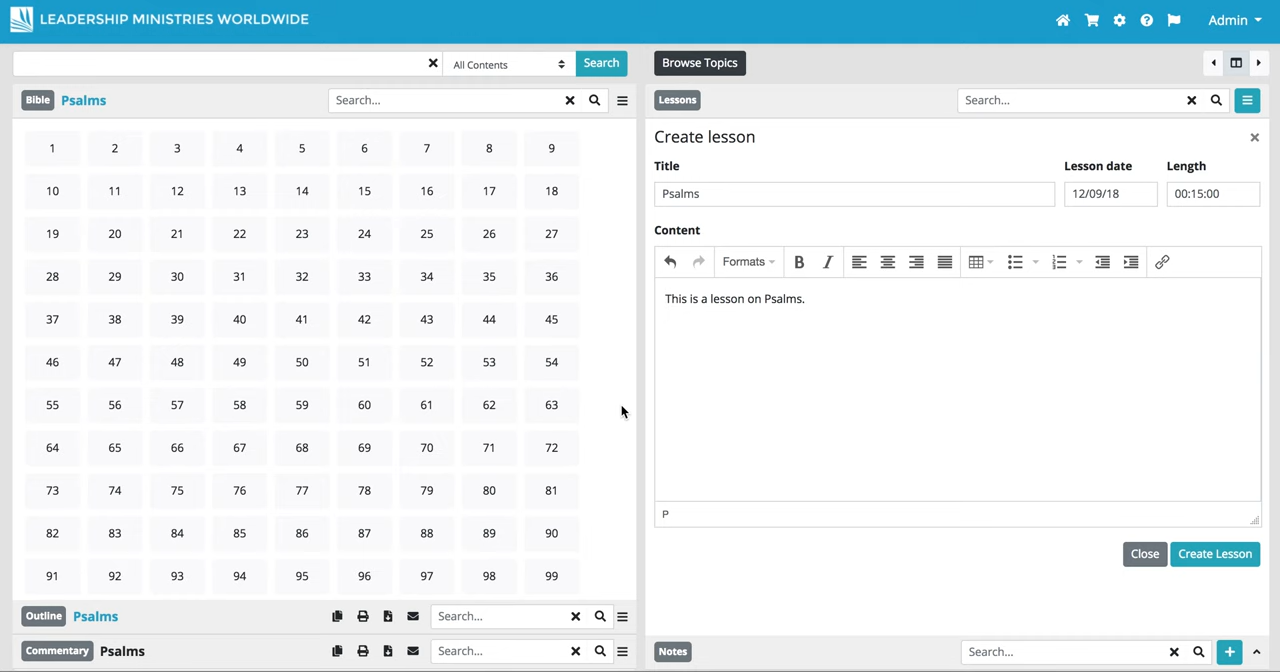 LEADERSHIP MINISTRIES WORLDWIDE
Admin
All Contents
Search
Browse Topics
Bible
Psalms
Search...
Lessons
Search...
1 2 3 4 5 6 7 8 9
10 11 12 13 14 15 16 17 18
19 20 21 22 23 24 25 26 27
28 29 30 31 32 33 34 35 36
37 38 39 40 41 42 43 44 45
46 47 48 49 50 51 52 53 54
55 56 57 58 59 60 61 62 63
64 65 66 67 68 69 70 71 72
73 74 75 76 77 78 79 80 81
82 83 84 85 86 87 88 89 90
91 92 93 94 95 96 97 98 99
Outline
Psalms
Search...
Commentary
Psalms
Search...
Create lesson
Title
Lesson date
Length
Psalms
12/09/18
00:15:00
Content
Formats
This is a lesson on Psalms.
P
Close
Create Lesson
Notes
Search...